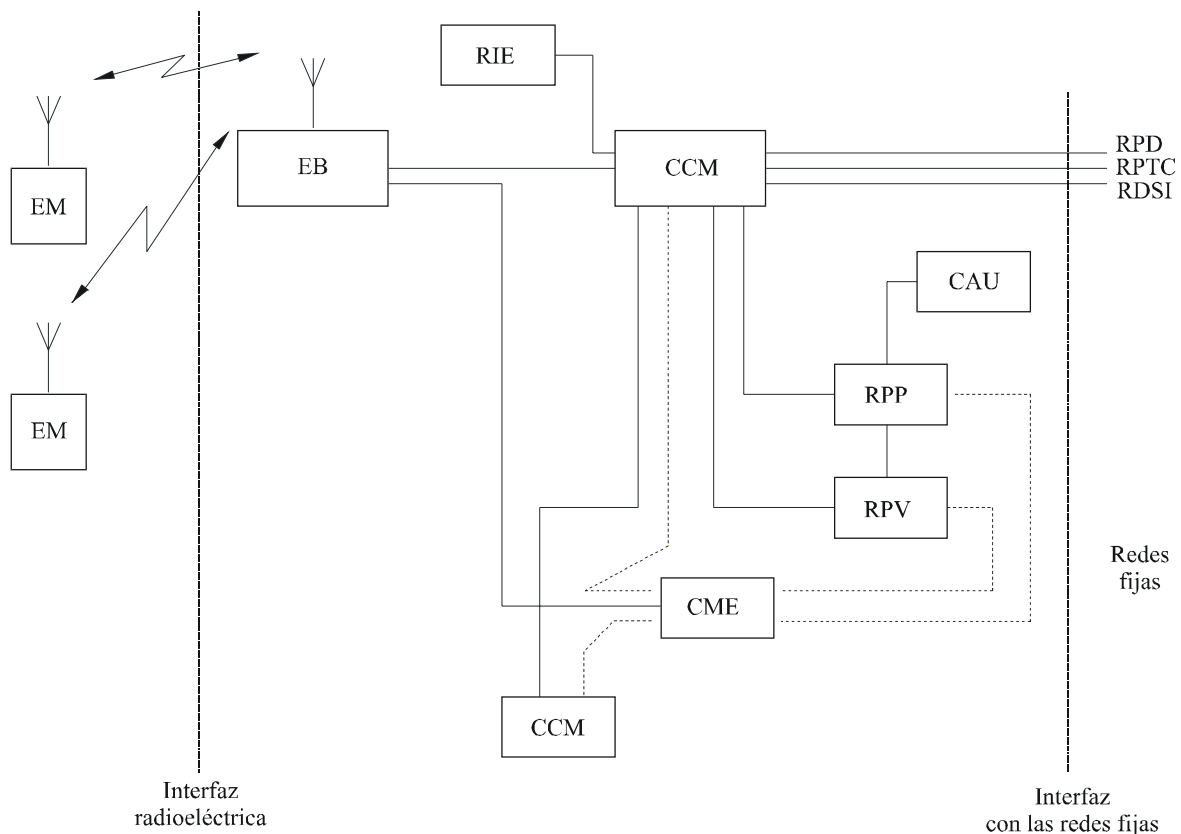 RIE
EB
CCM
RPD
RPTC
RDSI
EM
CAU
EM
RPP
RPV
Redes
fijas
CME
CCM
Interfaz
radioeléctrica
Interfaz
con las redes fijas